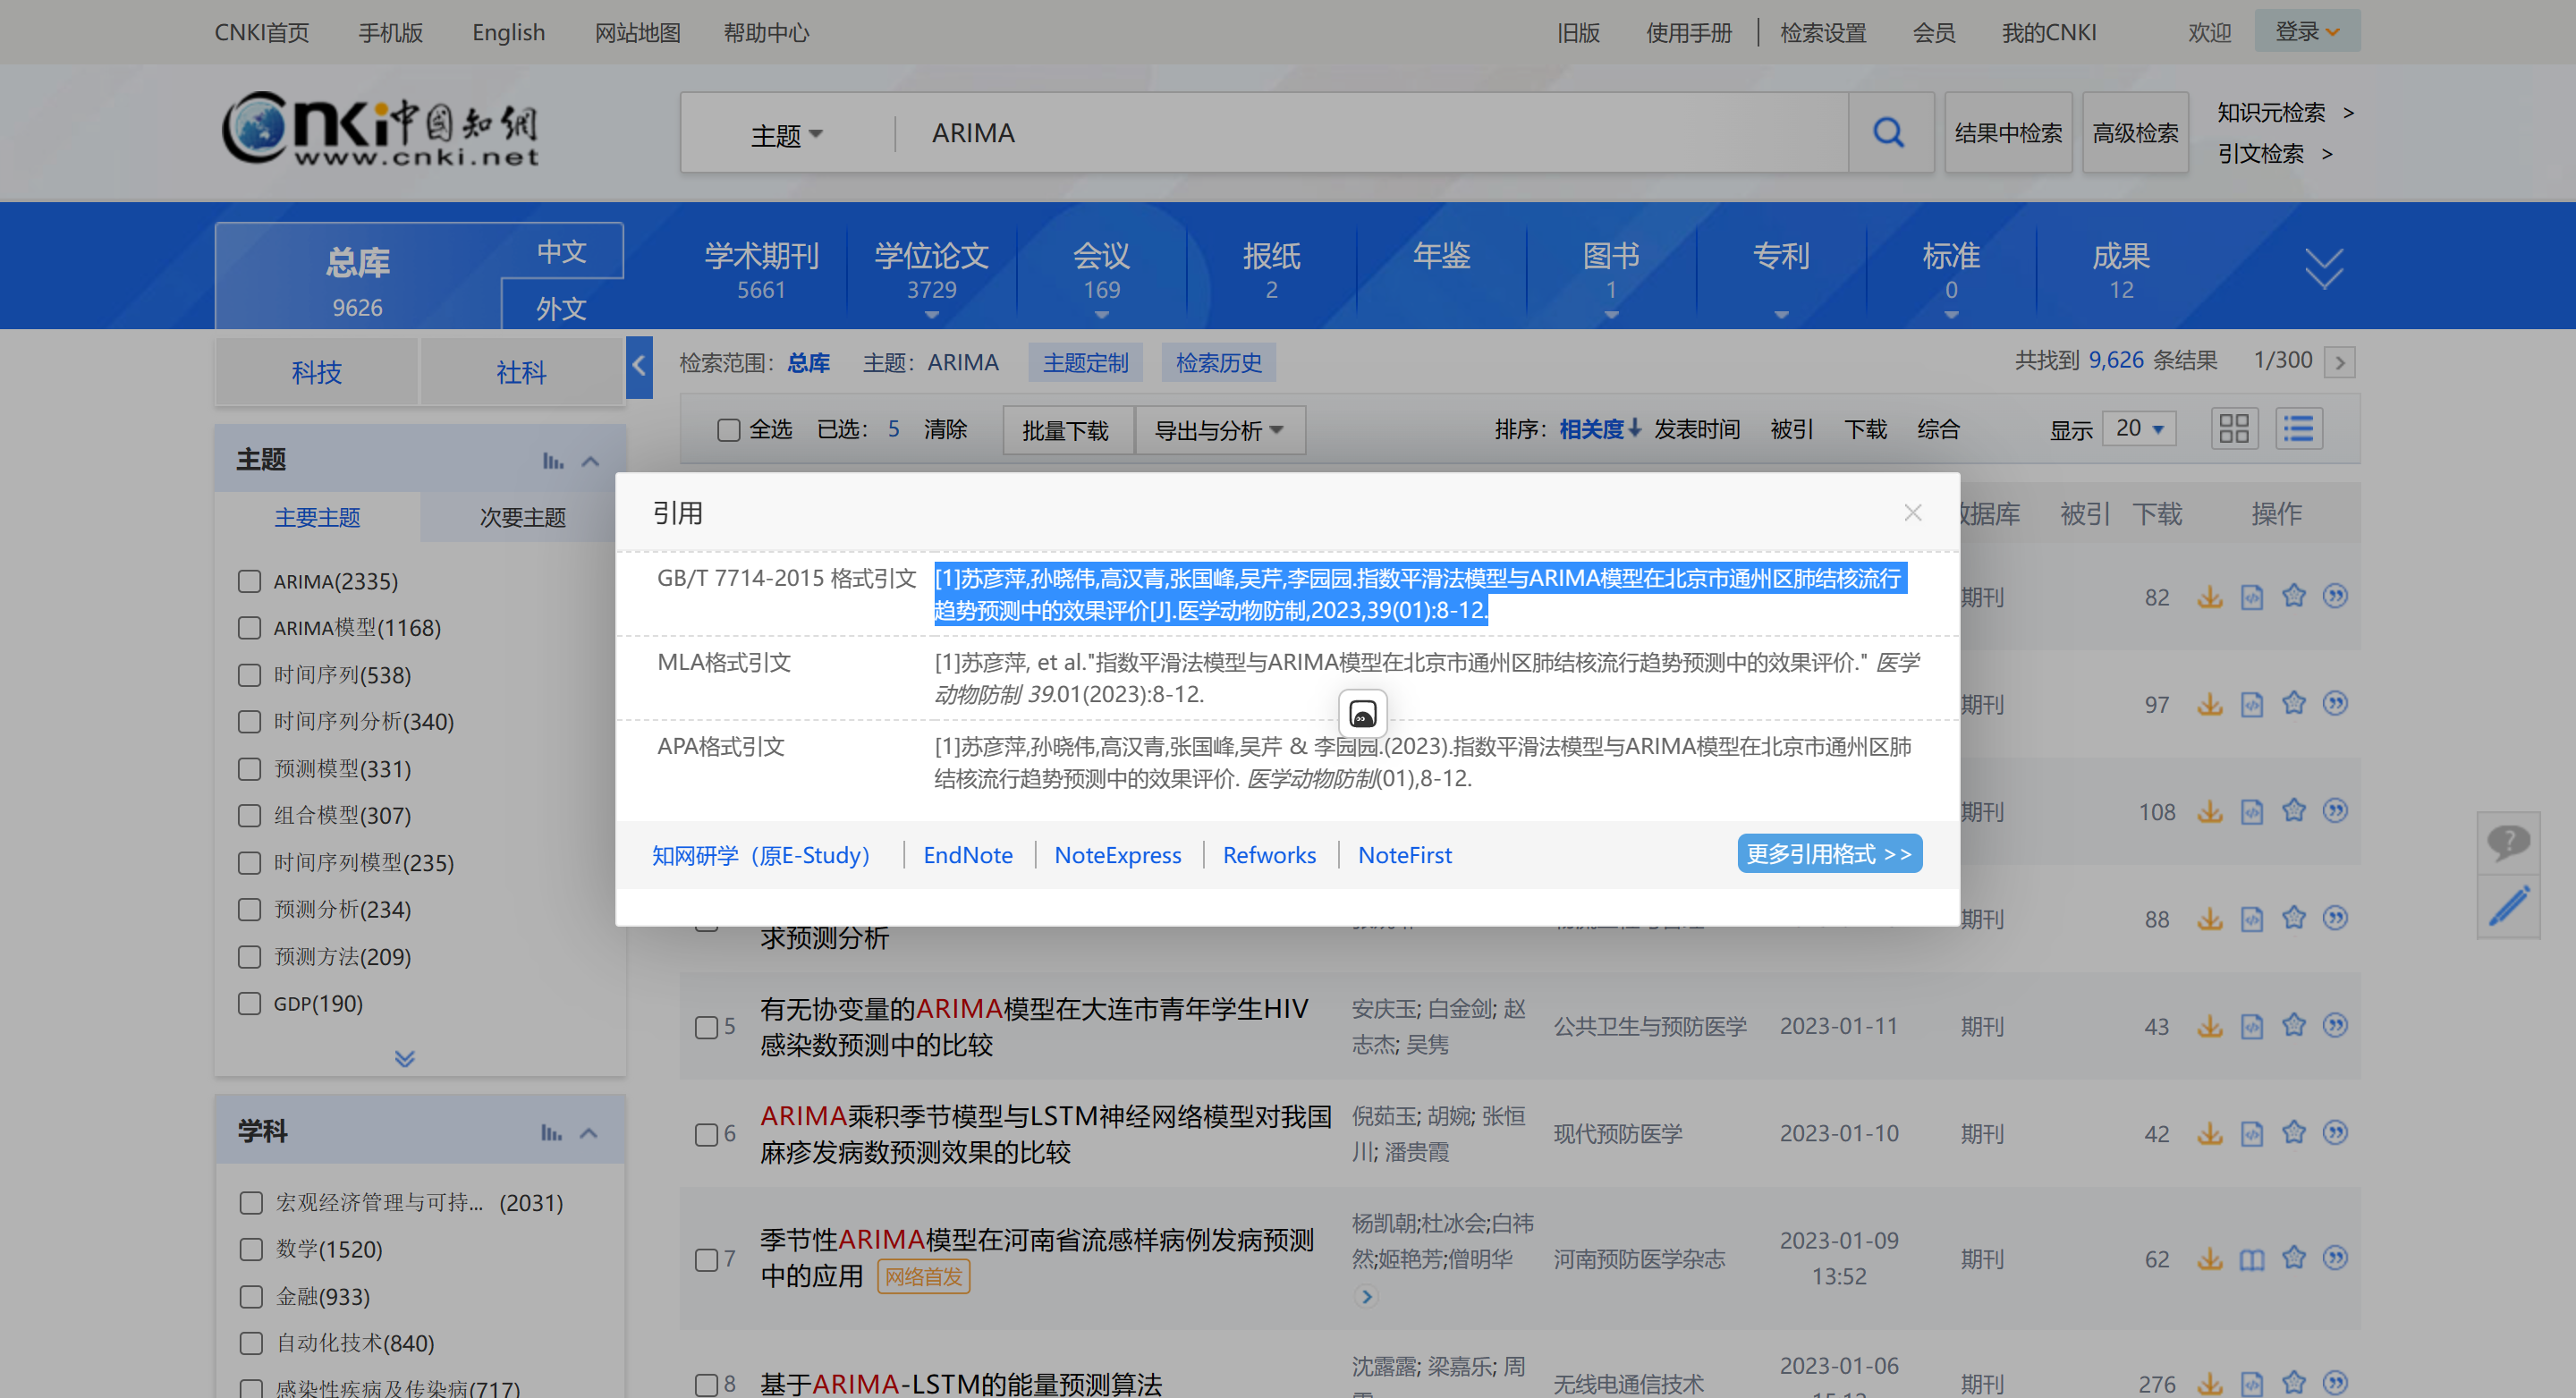 CNKI首页 手机版 English 网站地图 帮助中心 旧版 使用手册 检索设置 会员 我的CNKI 欢迎 登录
cnki中国知網
www.cnki.net
主题 ARIMA 结果中检索 高级检索
知识元检索 >
引文检索 >
总库 9626 中文 外文
学术期刊 5661
学位论文 3729
会议 169
报纸 2
年鉴
图书 1
专利
标准 0
成果 12
科技 社科
检索范围：总库 主题：ARIMA 主题定制 检索历史 共找到 9,626 条结果 1/300 >
全选 已选：5 清除 批量下载 导出与分析 排序：相关度 发表时间 被引 下载 综合 显示 20
主题
主要主题 次要主题
ARIMA(2335)
ARIMA模型(1168)
时间序列(538)
时间序列分析(340)
预测模型(331)
组合模型(307)
时间序列模型(235)
预测分析(234)
预测方法(209)
GDP(190)
学科
宏观经济管理与可持... (2031)
数学(1520)
金融(933)
自动化技术(840)
感染性疾病及传染病(717)
据库 被引 下载 操作
引用
GB/T 7714-2015 格式引文
[1]苏彦萍,孙晓伟,高汉青,张国峰,吴芹,李园园.指数平滑法模型与ARIMA模型在北京市通州区肺结核流行
趋势预测中的效果评价[J].医学动物防制,2023,39(01):8-12.
MLA格式引文
[1]苏彦萍, et al."指数平滑法模型与ARIMA模型在北京市通州区肺结核流行趋势预测中的效果评价." 医学
动物防制 39.01(2023):8-12.
APA格式引文
[1]苏彦萍,孙晓伟,高汉青,张国峰,吴芹 & 李园园.(2023).指数平滑法模型与ARIMA模型在北京市通州区肺
结核流行趋势预测中的效果评价. 医学动物防制(01),8-12.
知网研学（原E-Study） EndNote NoteExpress Refworks NoteFirst 更多引用格式 >>
期刊 82
期刊 97
期刊 108
期刊 88
求预测分析
5 有无协变量的ARIMA模型在大连市青年学生HIV
感染数预测中的比较
安庆玉; 白金剑; 赵
志杰; 吴隽
公共卫生与预防医学 2023-01-11 期刊 43
6 ARIMA乘积季节模型与LSTM神经网络模型对我国
麻疹发病数预测效果的比较
倪茹玉; 胡婉; 张恒
川; 潘贵霞
现代预防医学 2023-01-10 期刊 42
7 季节性ARIMA模型在河南省流感样病例发病预测
中的应用 网络首发
杨凯朝;杜冰会;白祎
然;姬艳芳;僧明华
河南预防医学杂志
2023-01-09
13:52
期刊 62
8 基于ARIMA-LSTM的能量预测算法
沈露露; 梁嘉乐; 周
无线电通信技术
2023-01-06
期刊 276